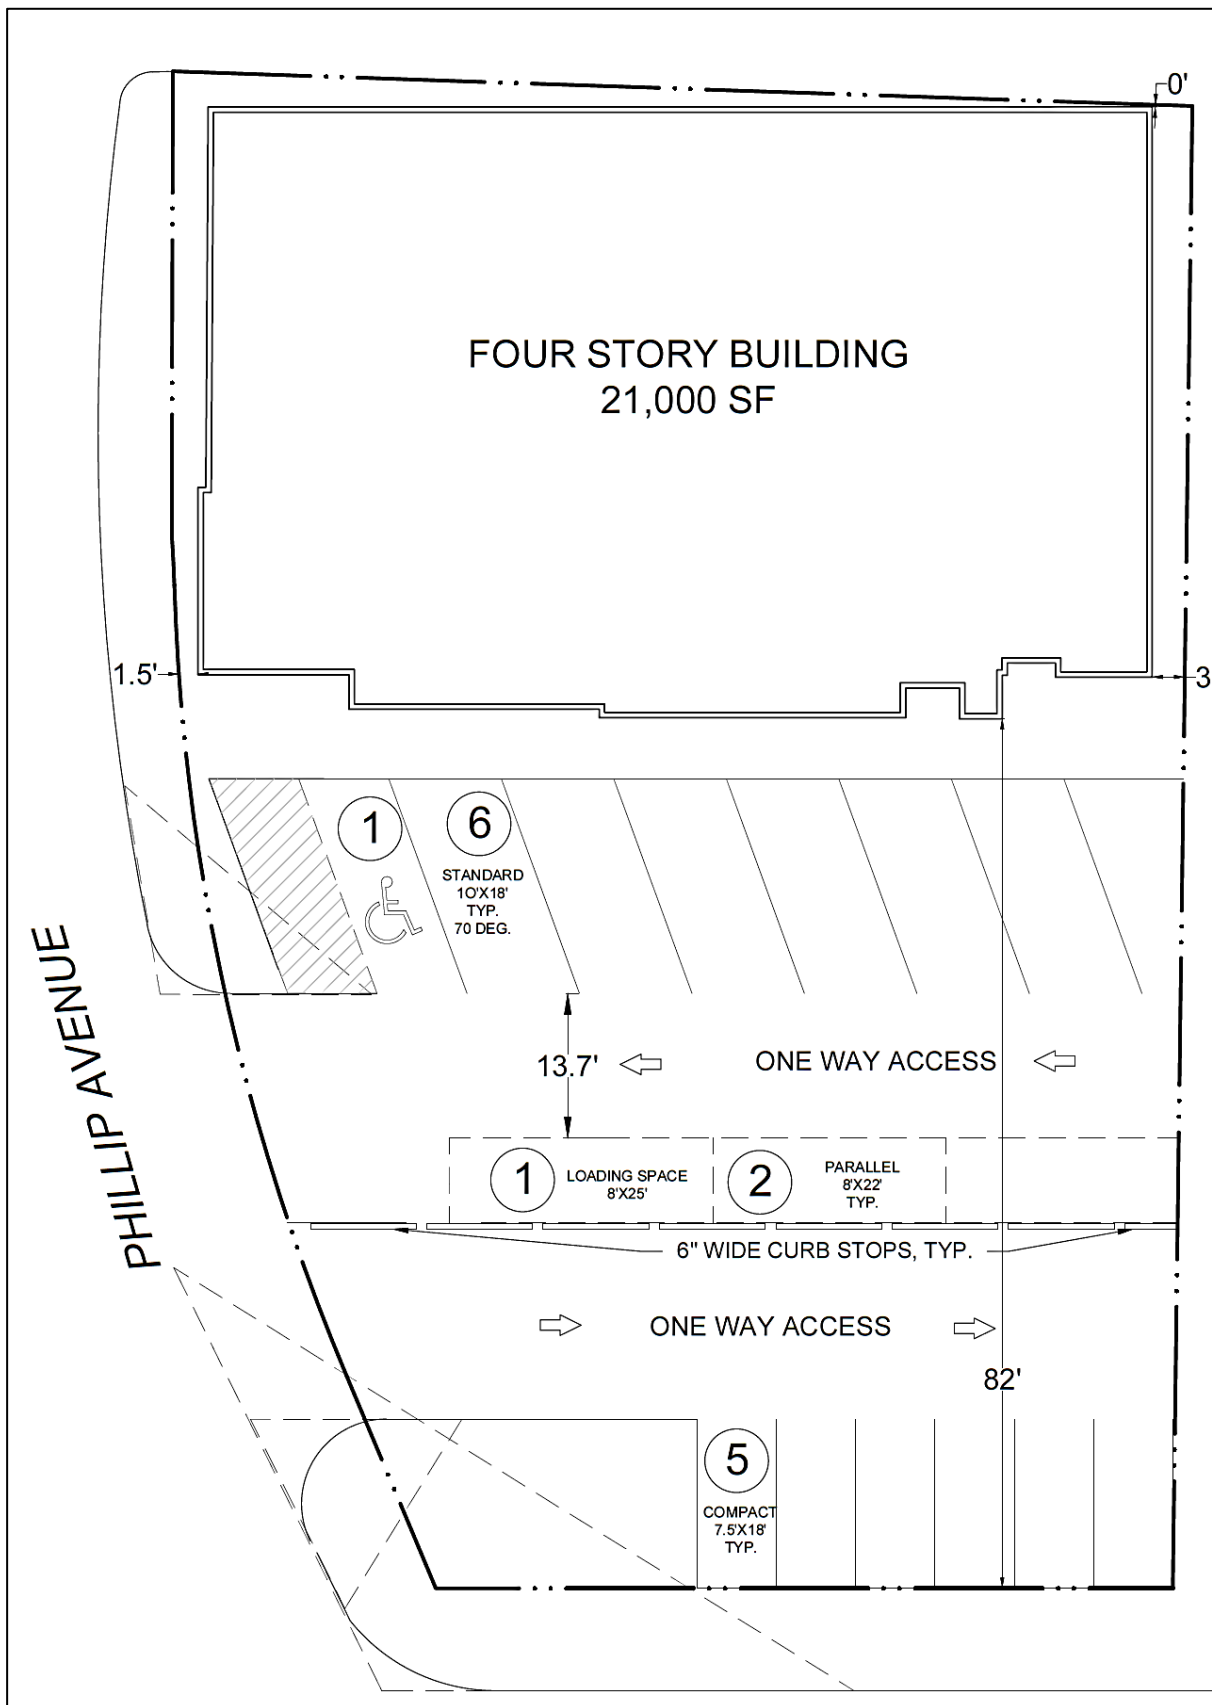 0'
FOUR STORY BUILDING
21,000 SF
1.5'
3
1
6
STANDARD
10'X18'
TYP.
70 DEG.
PHILLIP AVENUE
13.7'
ONE WAY ACCESS
1
LOADING SPACE
8'X25'
2
PARALLEL
8'X22'
TYP.
6" WIDE CURB STOPS, TYP.
ONE WAY ACCESS
82'
5
COMPACT
7.5'X18'
TYP.